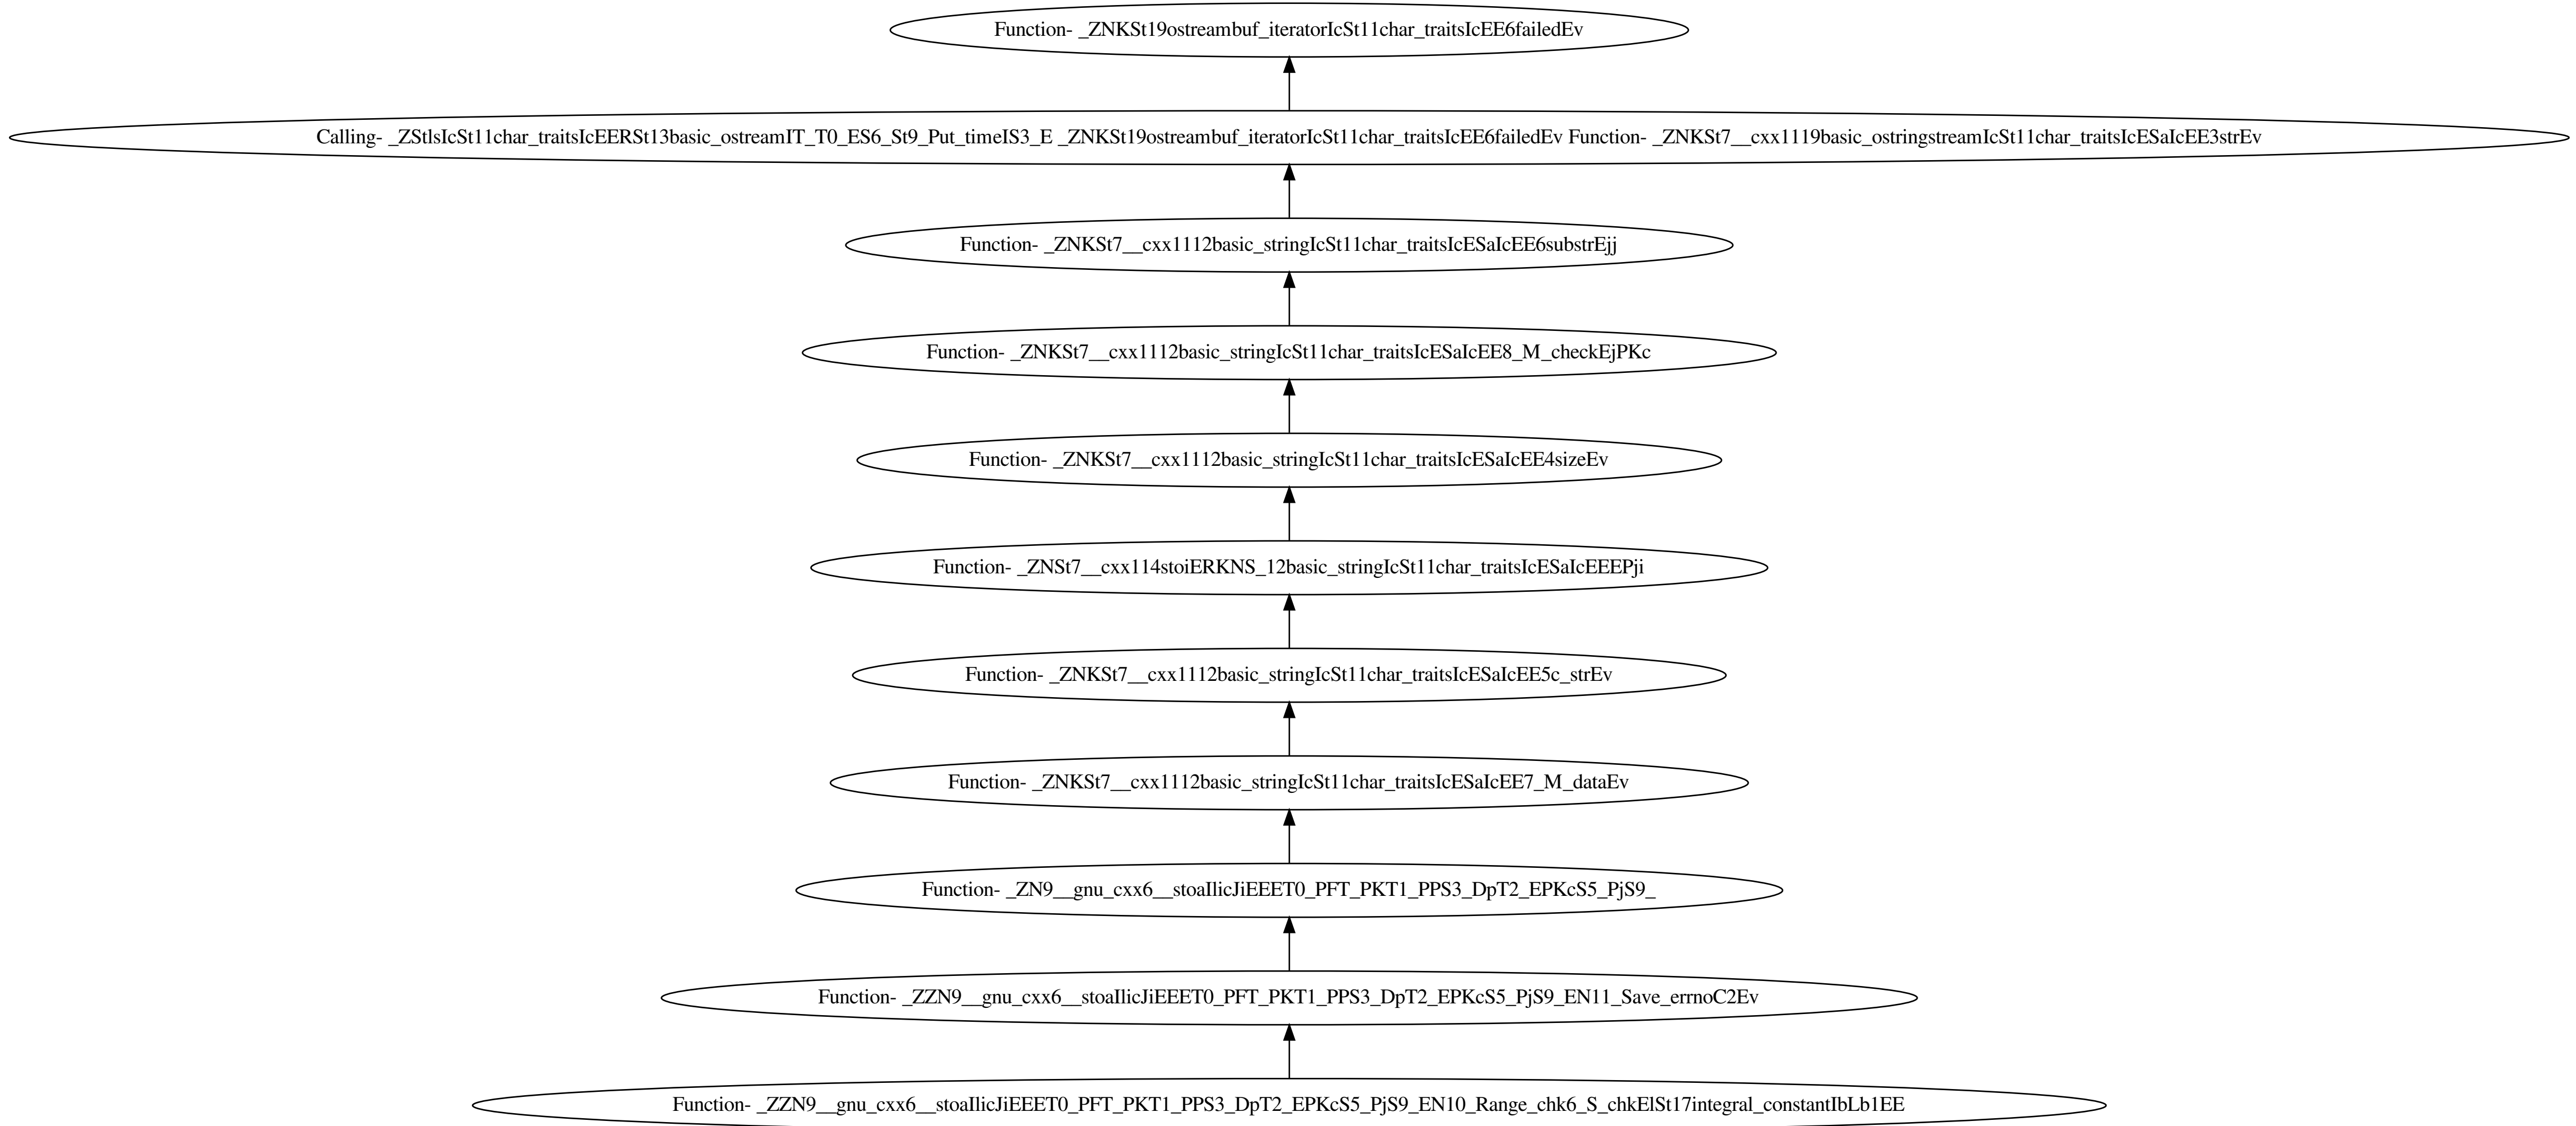 Function- _ZNKSt19ostreambuf_iteratorIcSt11char_traitsIcEE6failedEv
Calling- _ZStlsIcSt11char_traitsIcEERSt13basic_ostreamIT_T0_ES6_St9_Put_timeIS3_E _ZNKSt19ostreambuf_iteratorIcSt11char_traitsIcEE6failedEv Function- _ZNKSt7__cxx1119basic_ostringstreamIcSt11char_traitsIcESaIcEE3strEv
Function- _ZNKSt7__cxx1112basic_stringIcSt11char_traitsIcESaIcEE6substrEjj
Function- _ZNKSt7__cxx1112basic_stringIcSt11char_traitsIcESaIcEE8_M_checkEjPKc
Function- _ZNKSt7__cxx1112basic_stringIcSt11char_traitsIcESaIcEE4sizeEv
Function- _ZNSt7__cxx114stoiERKNS_12basic_stringIcSt11char_traitsIcESaIcEEEPji
Function- _ZNKSt7__cxx1112basic_stringIcSt11char_traitsIcESaIcEE5c_strEv
Function- _ZNKSt7__cxx1112basic_stringIcSt11char_traitsIcESaIcEE7_M_dataEv
Function- _ZN9__gnu_cxx6__stoaIlicJiEEET0_PFT_PKT1_PPS3_DpT2_EPKcS5_PjS9_
Function- _ZZN9__gnu_cxx6__stoaIlicJiEEET0_PFT_PKT1_PPS3_DpT2_EPKcS5_PjS9_EN11_Save_errnoC2Ev
Function- _ZZN9__gnu_cxx6__stoaIlicJiEEET0_PFT_PKT1_PPS3_DpT2_EPKcS5_PjS9_EN10_Range_chk6_S_chkElSt17integral_constantIbLb1EE